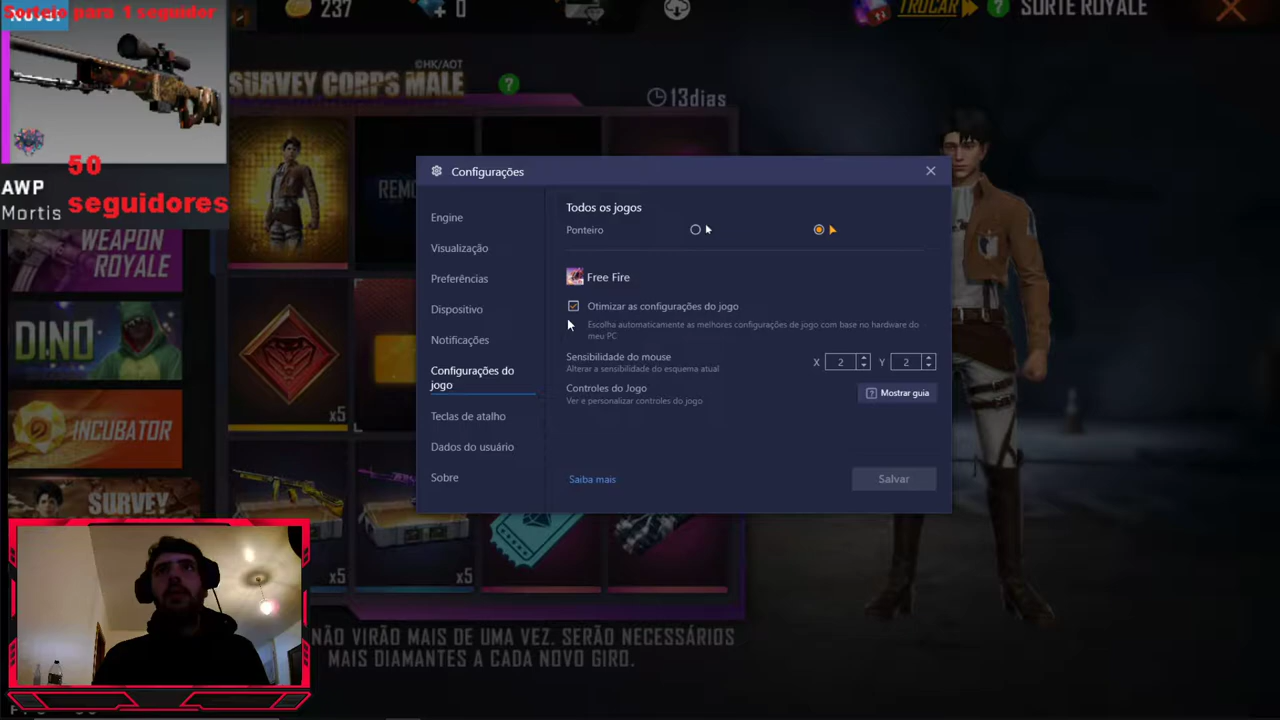 Sorteio para 1 seguidor
AWP
Mortis
50
seguidores
237
0
TROCAR
?
SORTE ROYALE
©HK/AOT
SURVEY CORPS MALE
?
13dias
WEAPON
ROYALE
DINO
INCUBATOR
SURVEY
x5
x5
x5
Configurações
Engine
Visualização
Preferências
Dispositivo
Notificações
Configurações do
jogo
Teclas de atalho
Dados do usuário
Sobre
Todos os jogos
Ponteiro
Free Fire
Otimizar as configurações do jogo
Escolha automaticamente as melhores configurações de jogo com base no hardware do
meu PC
Sensibilidade do mouse
X 2 Y 2
Alterar a sensibilidade do esquema atual
Controles do Jogo
Ver e personalizar controles do jogo
? Mostrar guia
Saiba mais
Salvar
NÃO VIRÃO MAIS DE UMA VEZ. SERÃO NECESSÁRIOS
MAIS DIAMANTES A CADA NOVO GIRO.